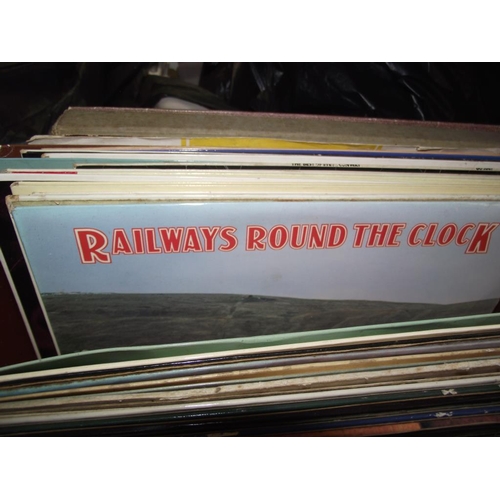 RAILWAYS ROUND THE CLOCK